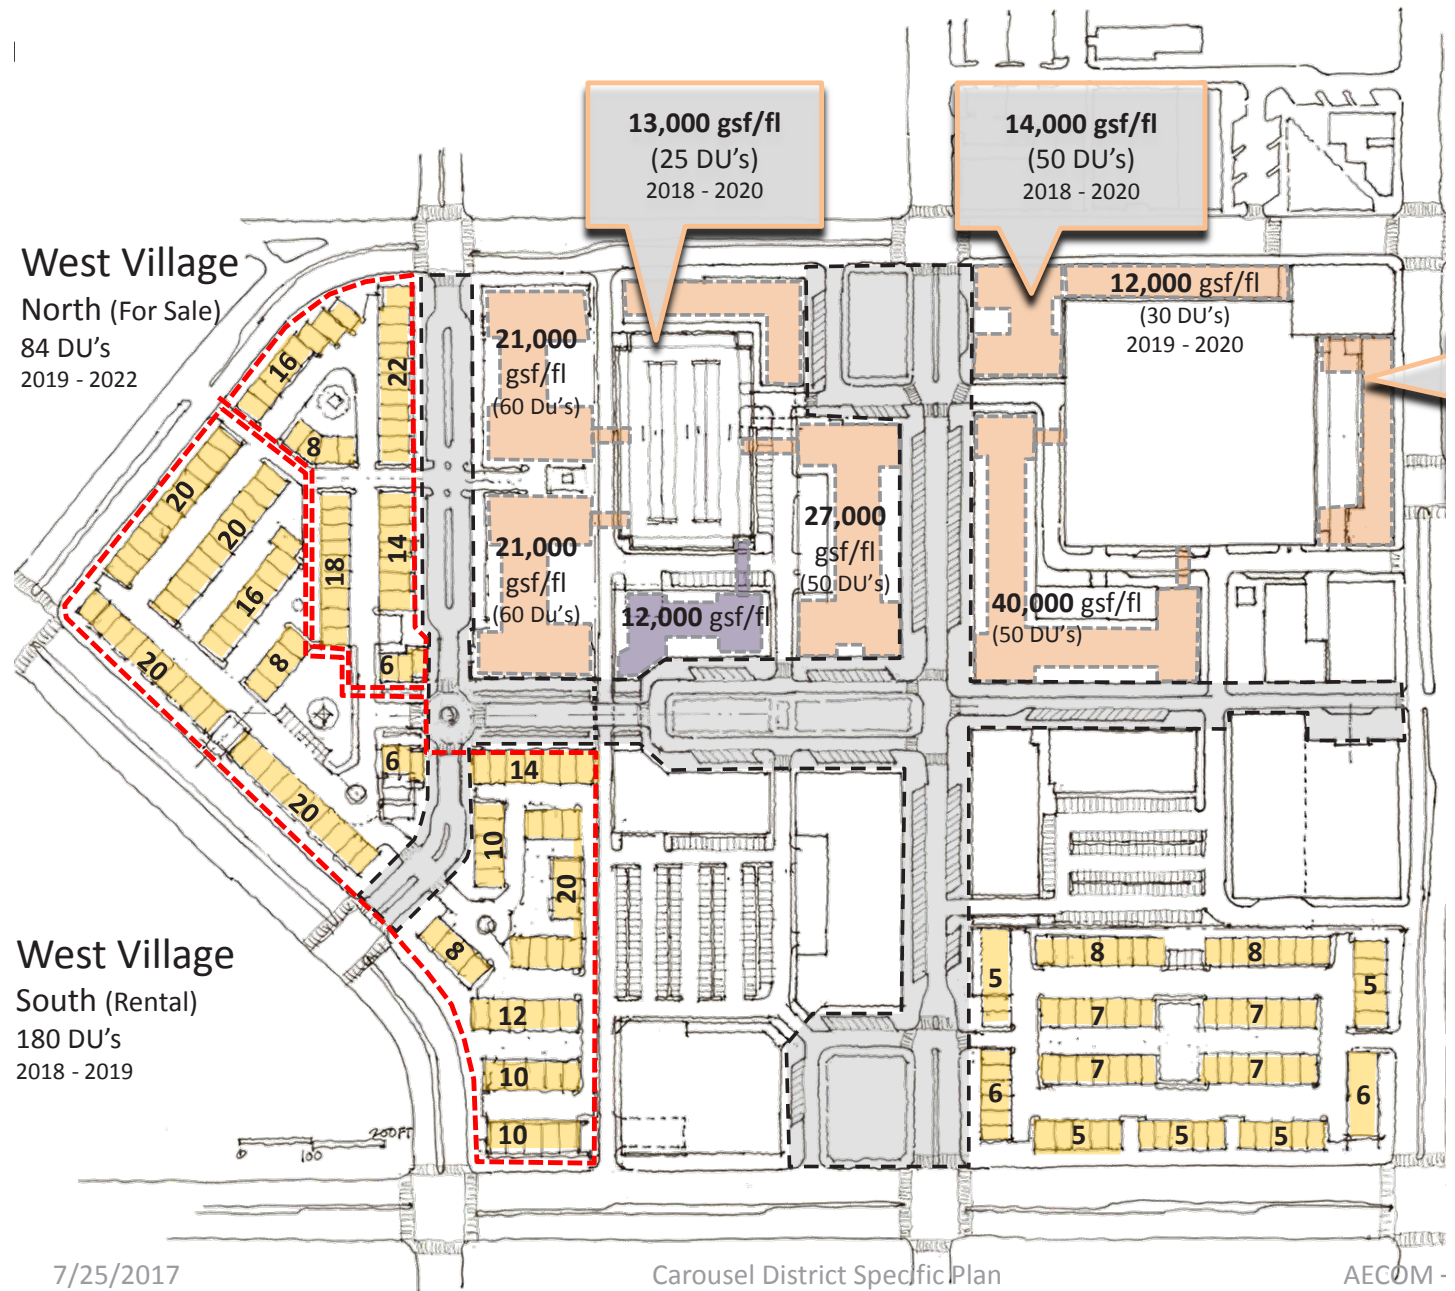 13,000 gsf/fl
(25 DU's)
2018 - 2020
14,000 gsf/fl
(50 DU's)
2018 - 2020
West Village
North (For Sale)
84 DU's
2019 - 2022
12,000 gsf/fl
(30 DU's)
2019 - 2020
21,000
gsf/fl
(60 Du's)
16
22
8
20
20
18
14
16
21,000
gsf/fl
(60 Du's)
27,000
gsf/fl
(50 DU's)
12,000 gsf/fl
40,000 gsf/fl
(50 DU's)
20
8
6
6
20
14
10
20
8
12
10
10
West Village
South (Rental)
180 DU's
2018 - 2019
5
8
8
5
7
7
7
7
6
6
5
5
5
200FT
0
100
7/25/2017
Carousel District Specific Plan
AECOM -